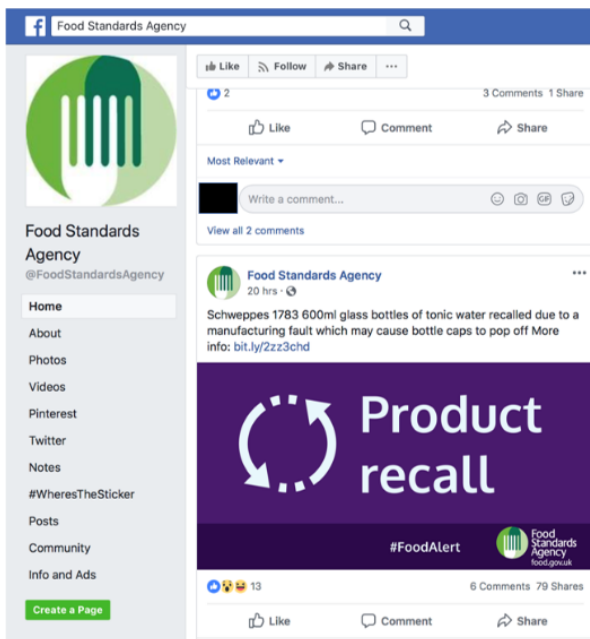 Food Standards Agency
Like Follow Share ...
2 3 Comments 1 Share
Like Comment Share
Most Relevant
Write a comment...
GIF
View all 2 comments
Food Standards
Agency
@FoodStandardsAgency
Home
About
Photos
Videos
Pinterest
Twitter
Notes
#WheresTheSticker
Posts
Community
Info and Ads
Create a Page
Food Standards Agency ...
20 hrs ·
Schweppes 1783 600ml glass bottles of tonic water recalled due to a
manufacturing fault which may cause bottle caps to pop off More
info: bit.ly/2zz3chd
Product
recall
#FoodAlert
Food
Standards
Agency
food.gov.uk
13 6 Comments 79 Shares
Like Comment Share